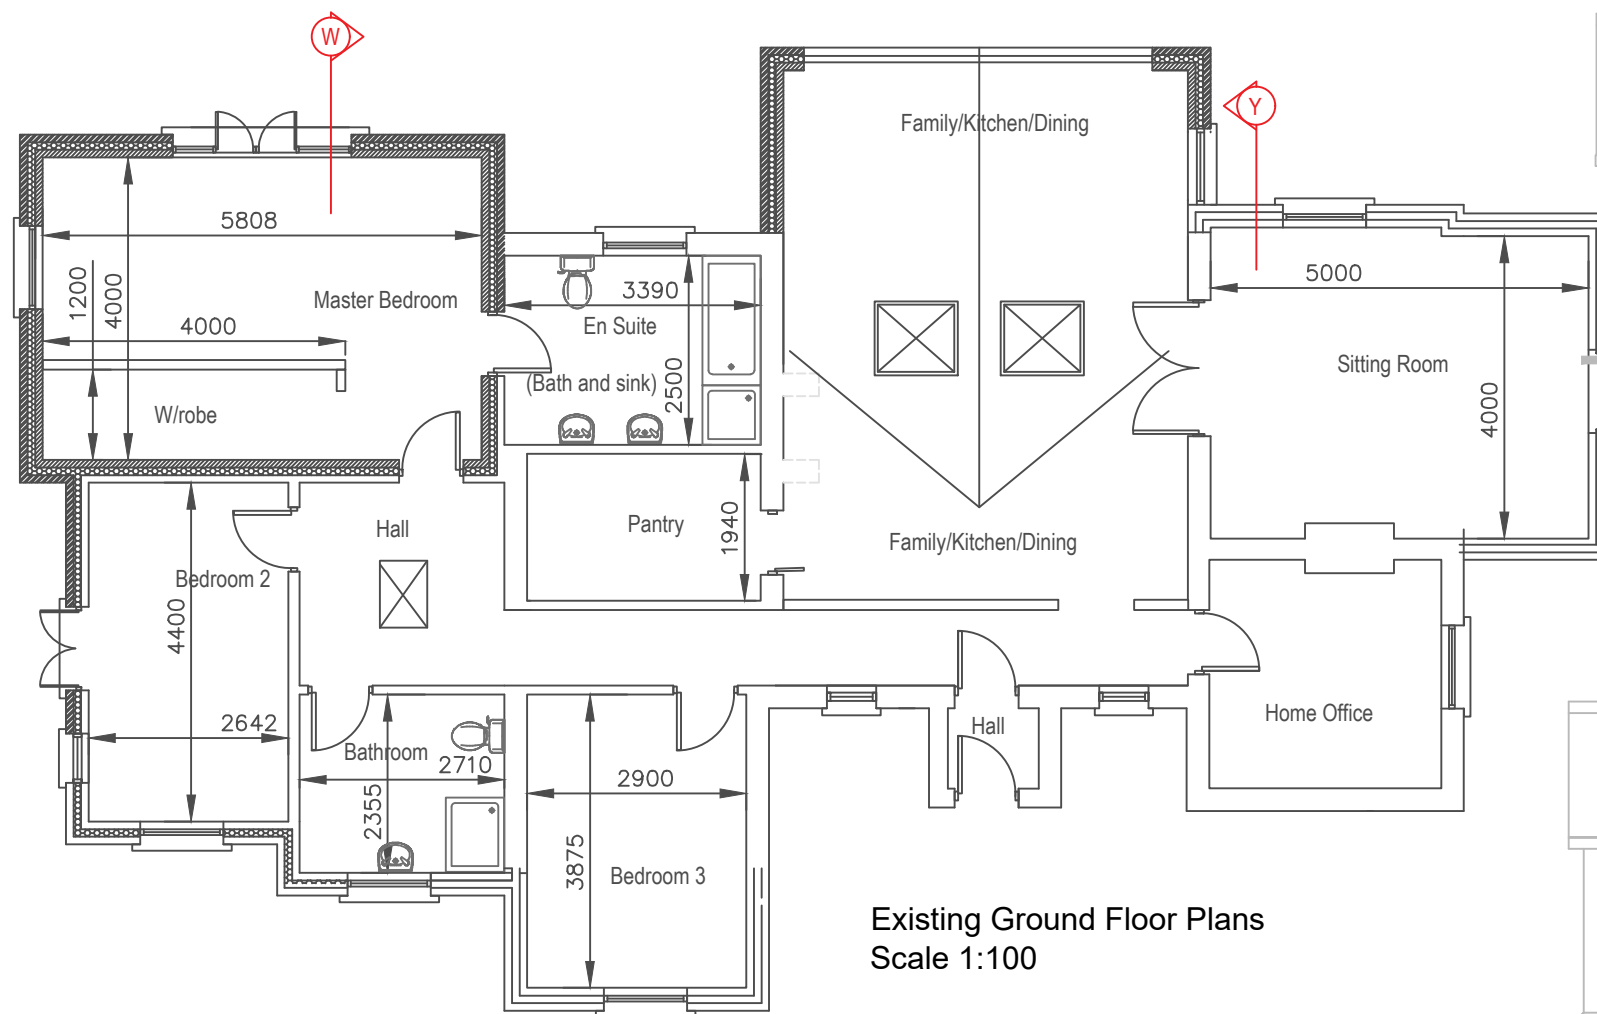 W
Y
Family/Kitchen/Dining
5808
5000
1200
4000
Master Bedroom
3390
En Suite
4000
Sitting Room
(Bath and sink)
2500
4000
W/robe
Hall
Pantry
1940
Family/Kitchen/Dining
Bedroom 2
4400
2642
Bathroom
2710
Hall
Home Office
2355
2900
3875
Bedroom 3
Existing Ground Floor Plans
Scale 1:100